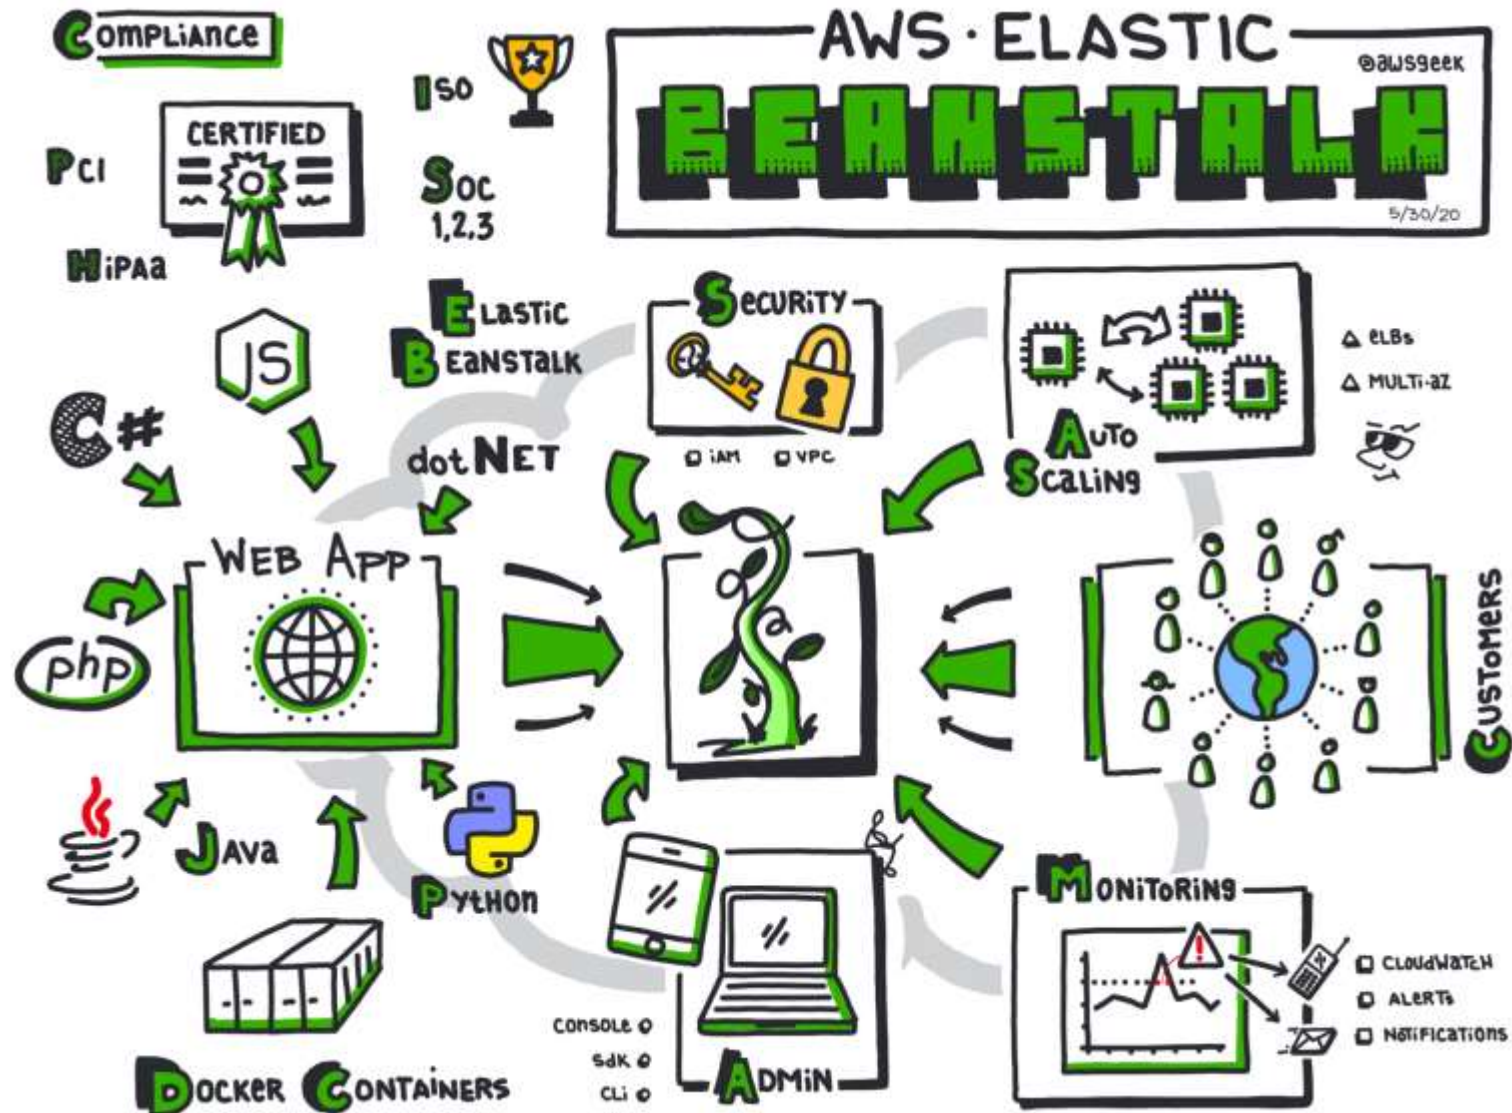 COMPLIANCE
ISO
CERTIFIED
PCI
SOC
1,2,3
HiPAa
AWS · ELASTIC
@awsgeek
BEANSTALK
5/30/20
ELaSTiC
BEaNSTaLK
JS
C#
dotNET
SECURiTY
iAM
VPC
AUTO
SCaLiNg
eLBs
MULTi-aZ
WEB APP
php
JAVa
PYtHon
DOCKER CONTAiNERS
CONSOLE
SdK
CLi
ADMiN
CUSTOMERS
MONiToRiNg
CLOUdWaTCH
ALERTs
NOTiFiCATiONs